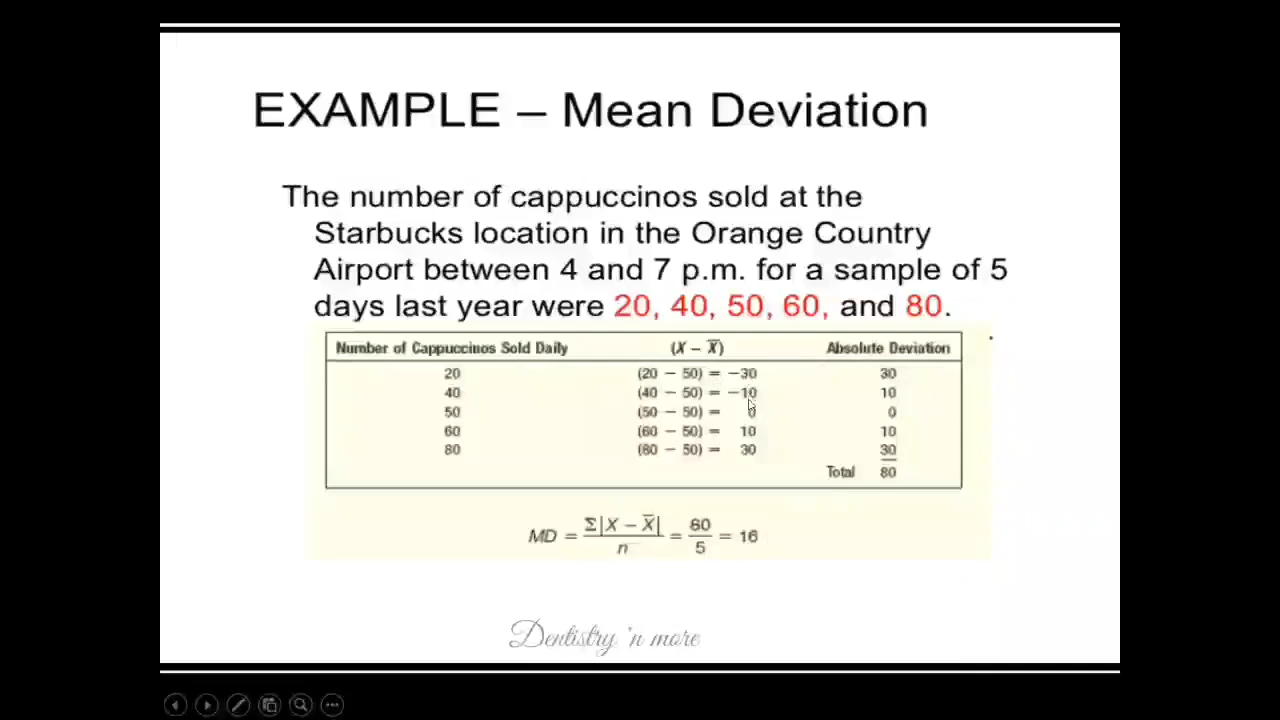 EXAMPLE – Mean Deviation
The number of cappuccinos sold at the
Starbucks location in the Orange Country
Airport between 4 and 7 p.m. for a sample of 5
days last year were 20, 40, 50, 60, and 80.
Number of Cappuccinos Sold Daily (X − X̅) Absolute Deviation
20 (20 − 50) = −30 30
40 (40 − 50) = −10 10
50 (50 − 50) = 0 0
60 (60 − 50) = 10 10
80 (80 − 50) = 30 30
Total 80
MD = Σ|X − X̅| / n = 80 / 5 = 16
Dentistry 'n more